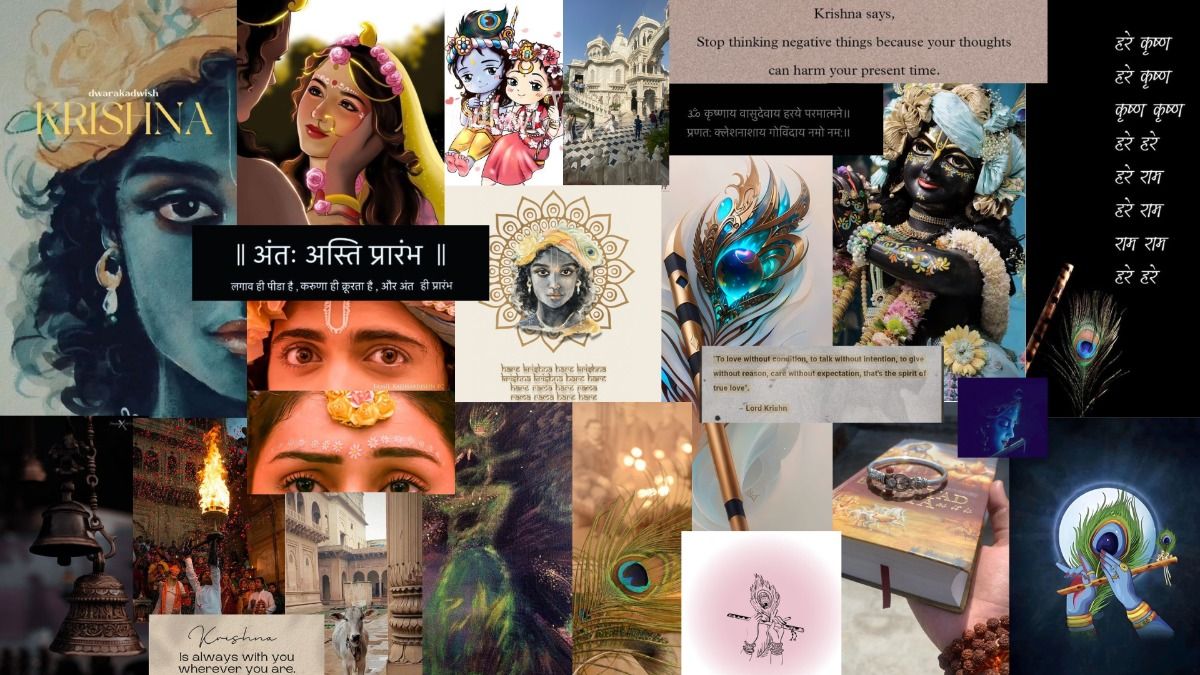 dwarakadwish
KRISHNA
Krishna says,
Stop thinking negative things because your thoughts
can harm your present time.
ॐ कृष्णाय वासुदेवाय हरये परमात्मने॥
प्रणत: क्लेशनाशाय गोविंदाय नमो नम:॥
हरे कृष्ण
हरे कृष्ण
कृष्ण कृष्ण
हरे हरे
हरे राम
हरे राम
राम राम
हरे हरे
॥ अंतः अस्ति प्रारंभ ॥
लगाव ही पीडा है , करुणा ही क्रूरता है , और अंत ही प्रारंभ
hare krishna hare krishna
krishna krishna hare hare
hare rama hare rama
rama rama hare hare
"To love without condition, to talk without intention, to give
without reason, care without expectation, that's the spirit of
true love".
- Lord Krishn
Krishna
is always with you
wherever you are.